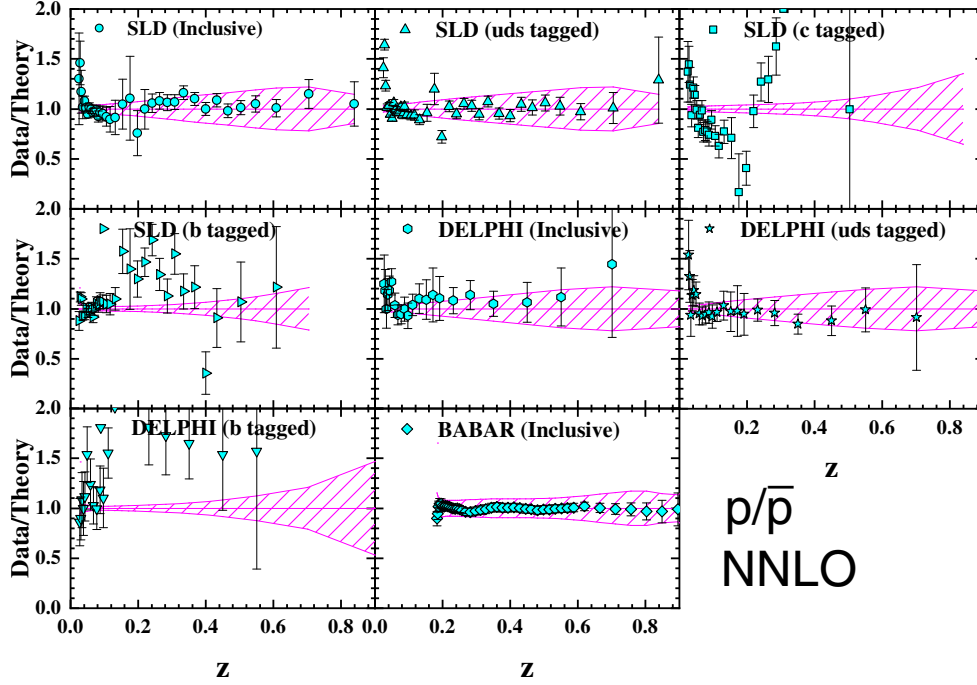 2.0
SLD (Inclusive)
SLD (uds tagged)
SLD (c tagged)
Data/Theory
1.5
1.0
0.5
2.0
SLD (b tagged)
DELPHI (Inclusive)
DELPHI (uds tagged)
Data/Theory
1.5
1.0
0.5
2.0
DELPHI (b tagged)
BABAR (Inclusive)
0.2 0.4 0.6 0.8
z
Data/Theory
1.5
1.0
0.5
0.0
p/p̅
NNLO
0.0 0.2 0.4 0.6 0.8 0.0 0.2 0.4 0.6 0.8
z z